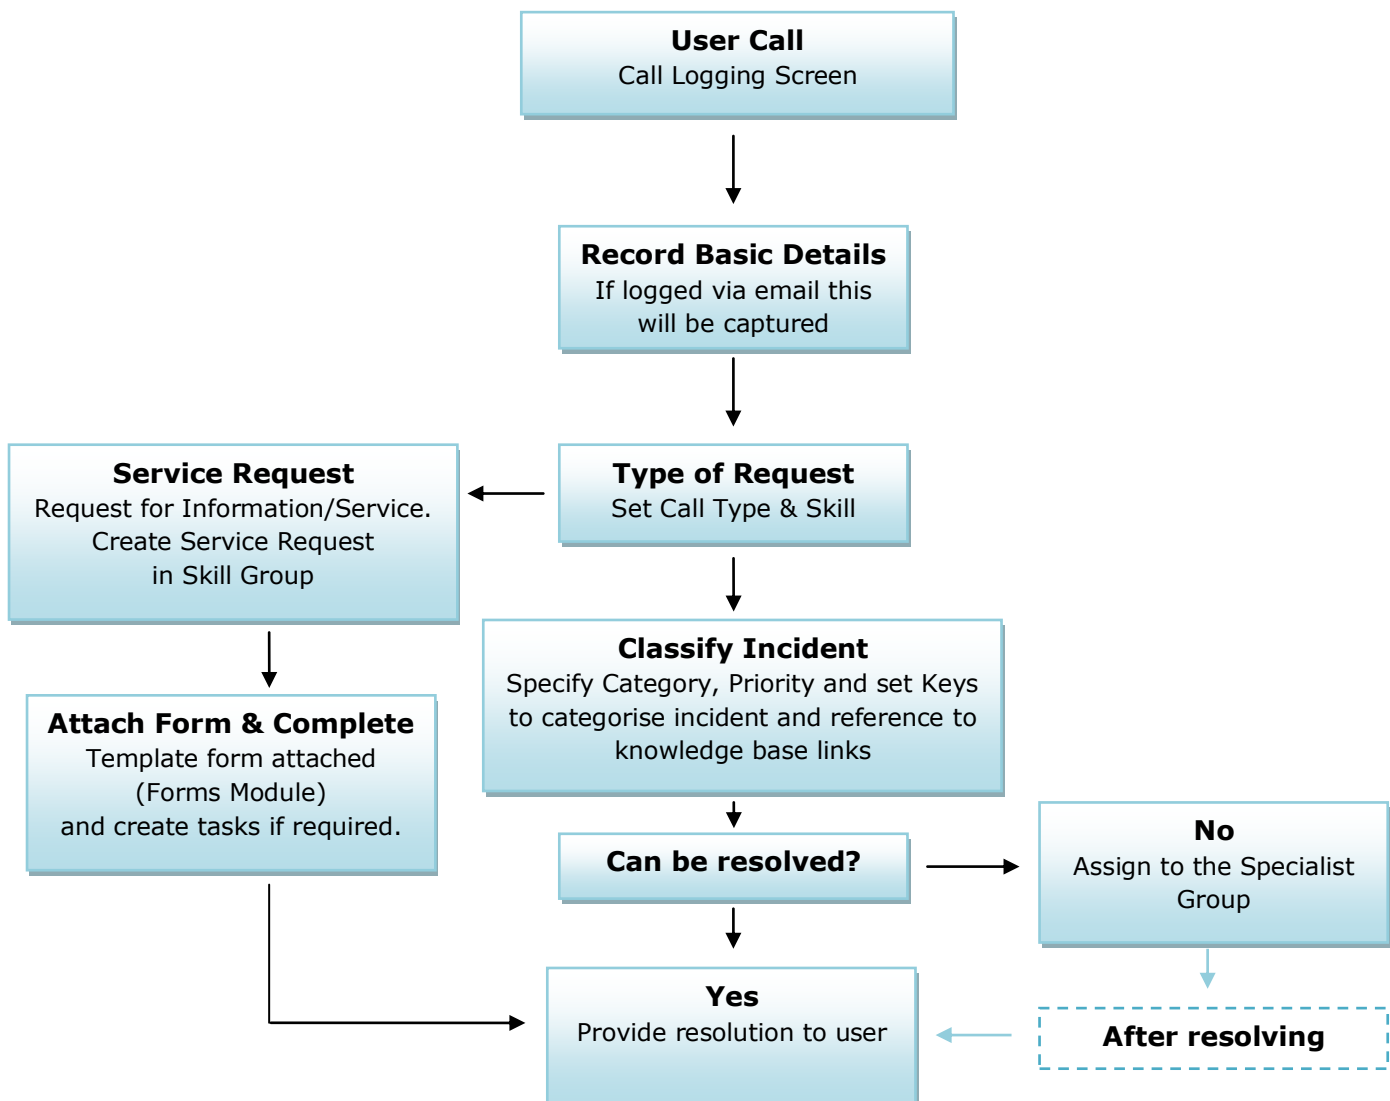 User Call
Call Logging Screen
Record Basic Details
If logged via email this
will be captured
Service Request
Request for Information/Service.
Create Service Request
in Skill Group
Type of Request
Set Call Type & Skill
Classify Incident
Specify Category, Priority and set Keys
to categorise incident and reference to
knowledge base links
Attach Form & Complete
Template form attached
(Forms Module)
and create tasks if required.
Can be resolved?
No
Assign to the Specialist
Group
Yes
Provide resolution to user
After resolving